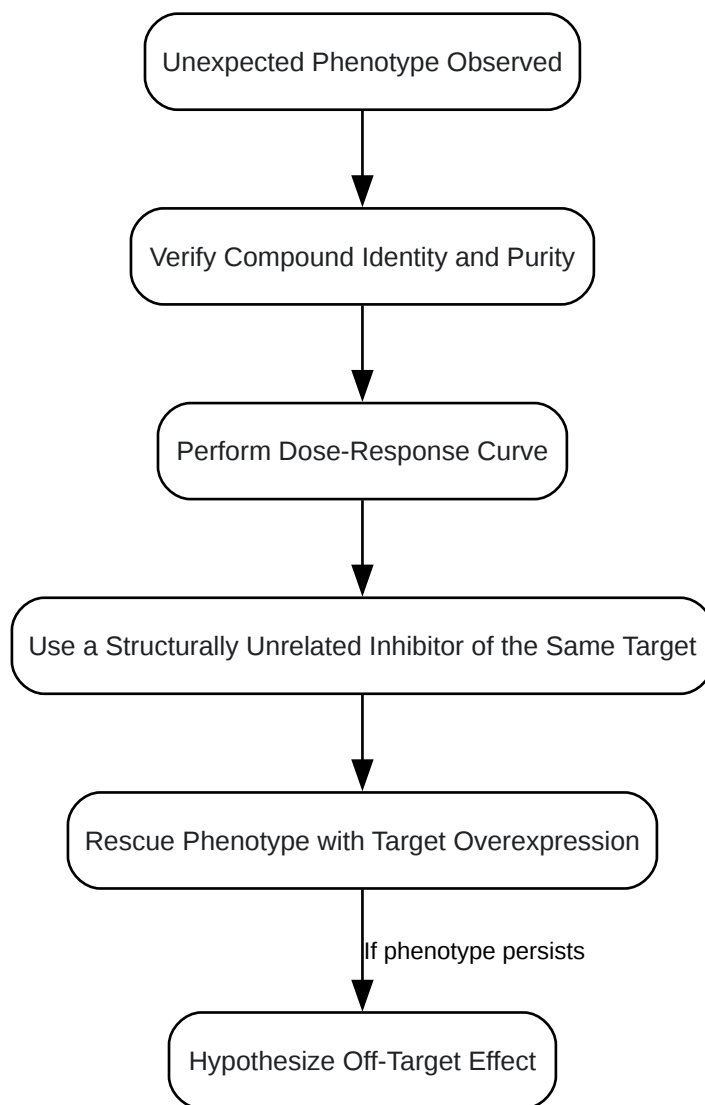 Unexpected Phenotype Observed
Verify Compound Identity and Purity
Perform Dose-Response Curve
Use a Structurally Unrelated Inhibitor of the Same Target
Rescue Phenotype with Target Overexpression
If phenotype persists
Hypothesize Off-Target Effect